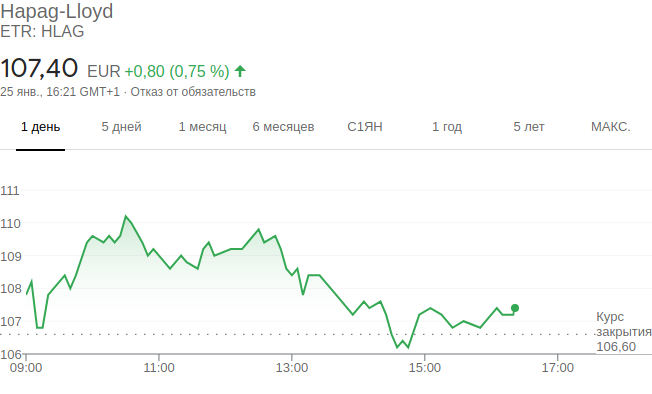 Hapag-Lloyd
ETR: HLAG
107,40 EUR +0,80 (0,75 %)
25 янв., 16:21 GMT+1 · Отказ от обязательств
1 день 5 дней 1 месяц 6 месяцев С1ЯН 1 год 5 лет МАКС.
111
110
109
108
107
106
Курс
закрытия
106,60
09:00 11:00 13:00 15:00 17:00